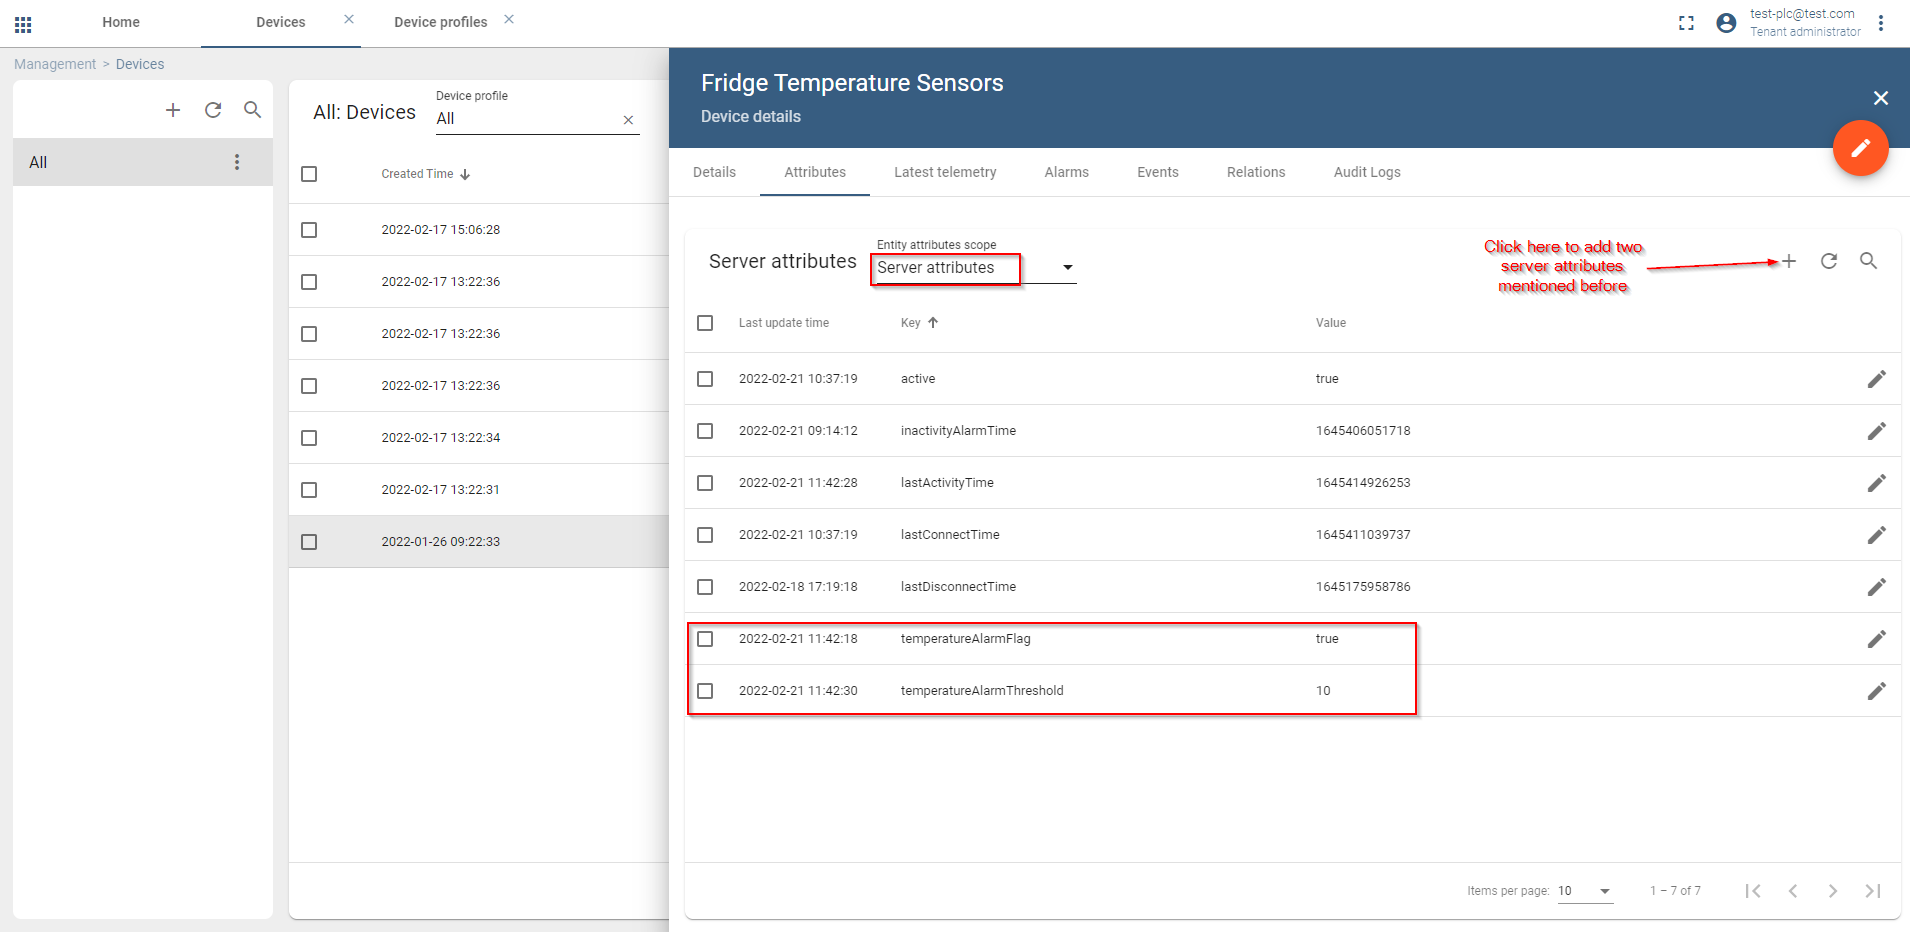 Home
Devices
Device profiles
test-plc@test.com
Tenant administrator
Management > Devices
All
All: Devices
Device profile
All
Created Time
2022-02-17 15:06:28
2022-02-17 13:22:36
2022-02-17 13:22:36
2022-02-17 13:22:36
2022-02-17 13:22:34
2022-02-17 13:22:31
2022-01-26 09:22:33
Fridge Temperature Sensors
Device details
Details Attributes Latest telemetry Alarms Events Relations Audit Logs
Server attributes
Entity attributes scope
Server attributes
Click here to add two
server attributes
mentioned before
Last update time Key Value
2022-02-21 10:37:19 active true
2022-02-21 09:14:12 inactivityAlarmTime 1645406051718
2022-02-21 11:42:28 lastActivityTime 1645414926253
2022-02-21 10:37:19 lastConnectTime 1645411039737
2022-02-18 17:19:18 lastDisconnectTime 1645175958786
2022-02-21 11:42:18 temperatureAlarmFlag true
2022-02-21 11:42:30 temperatureAlarmThreshold 10
Items per page: 10 1 – 7 of 7